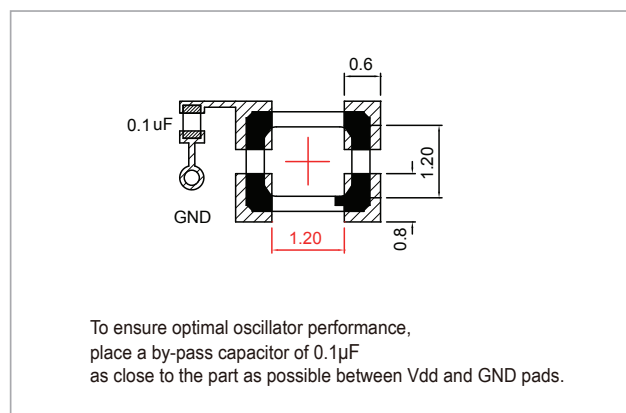 0.6
0.1uF
1.20
GND
0.8
1.20
To ensure optimal oscillator performance,
place a by-pass capacitor of 0.1µF
as close to the part as possible between Vdd and GND pads.